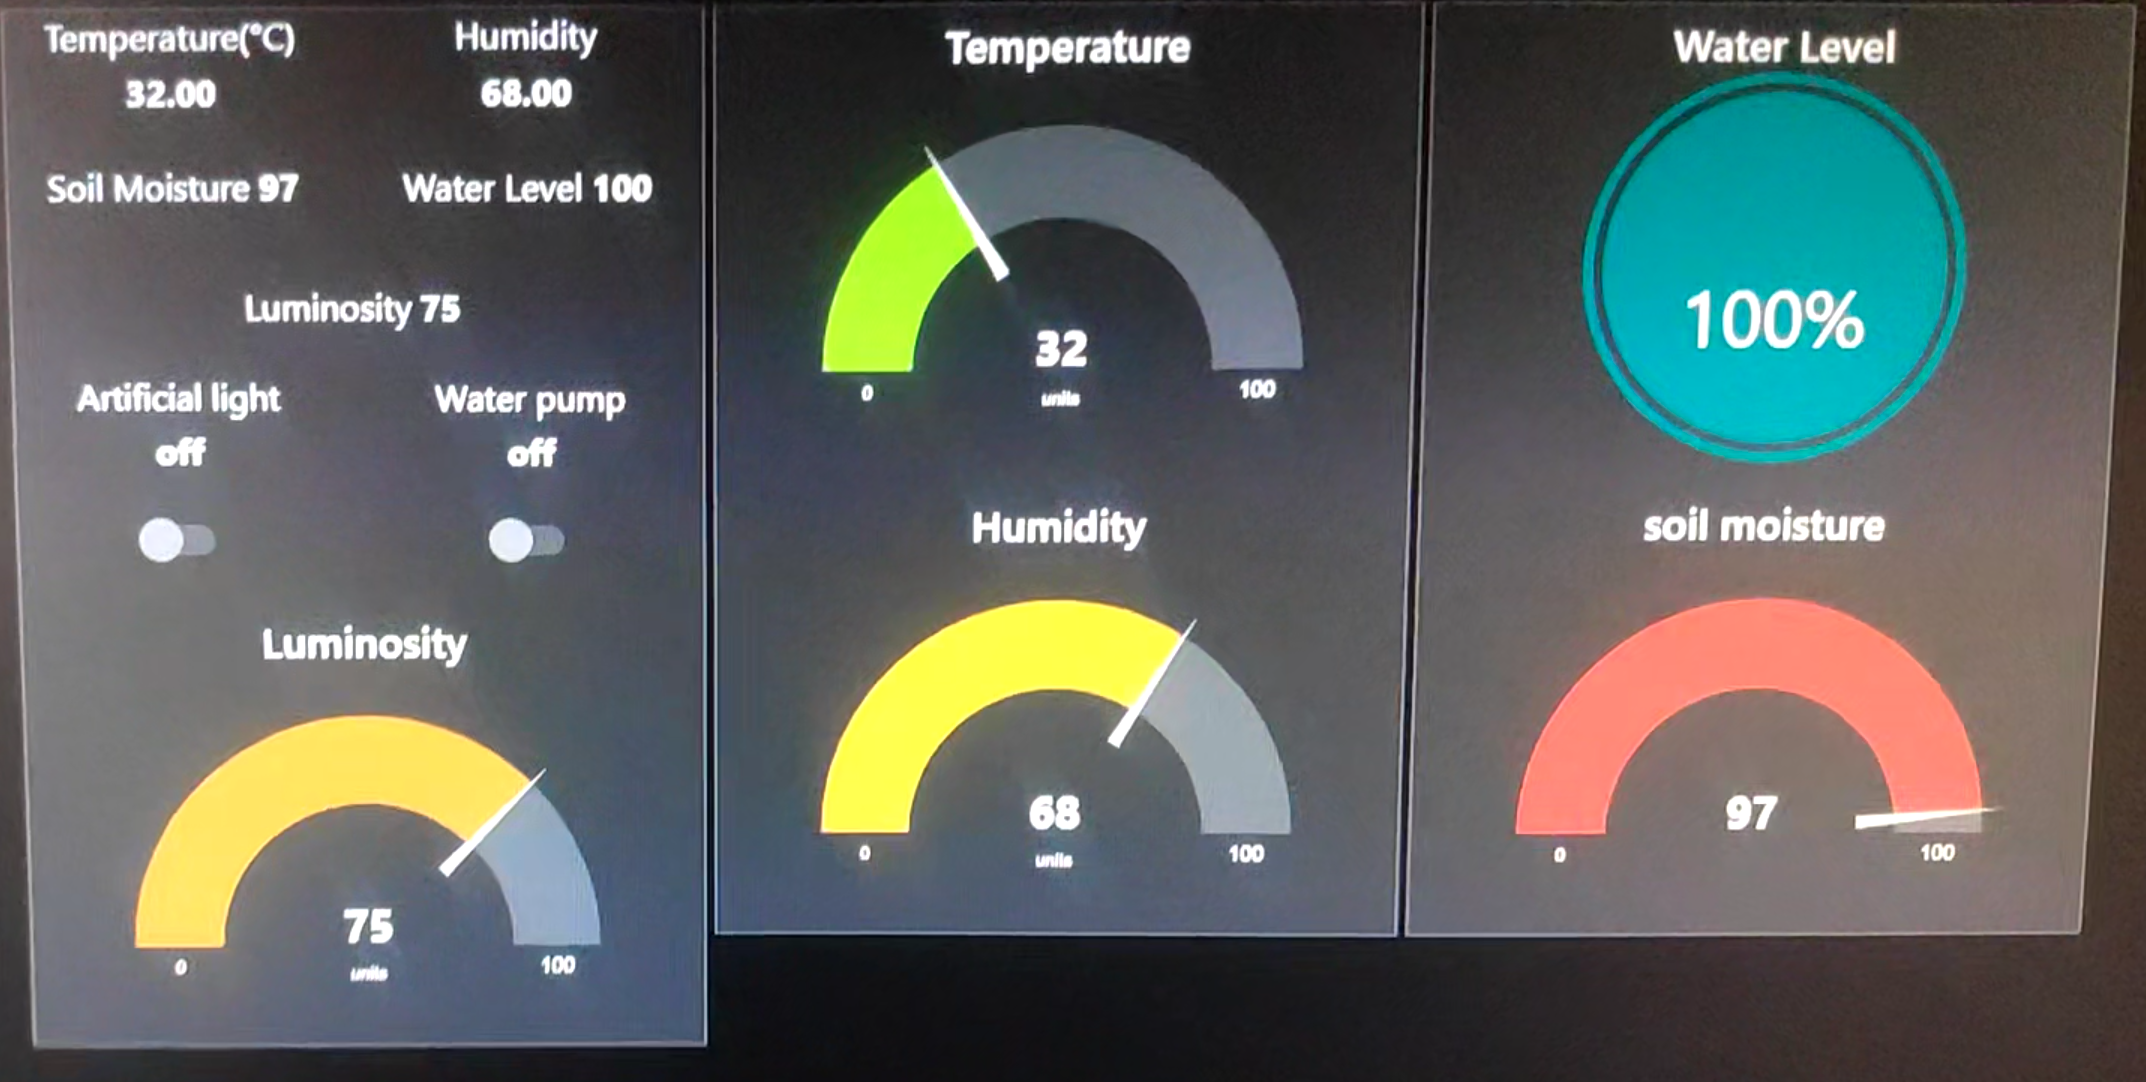 Temperature(°C)
32.00
Humidity
68.00
Soil Moisture 97
Water Level 100
Luminosity 75
Artificial light
off
Water pump
off
Luminosity
75
units
0
100
Temperature
32
units
0
100
Humidity
68
units
0
100
Water Level
100%
soil moisture
97
0
100